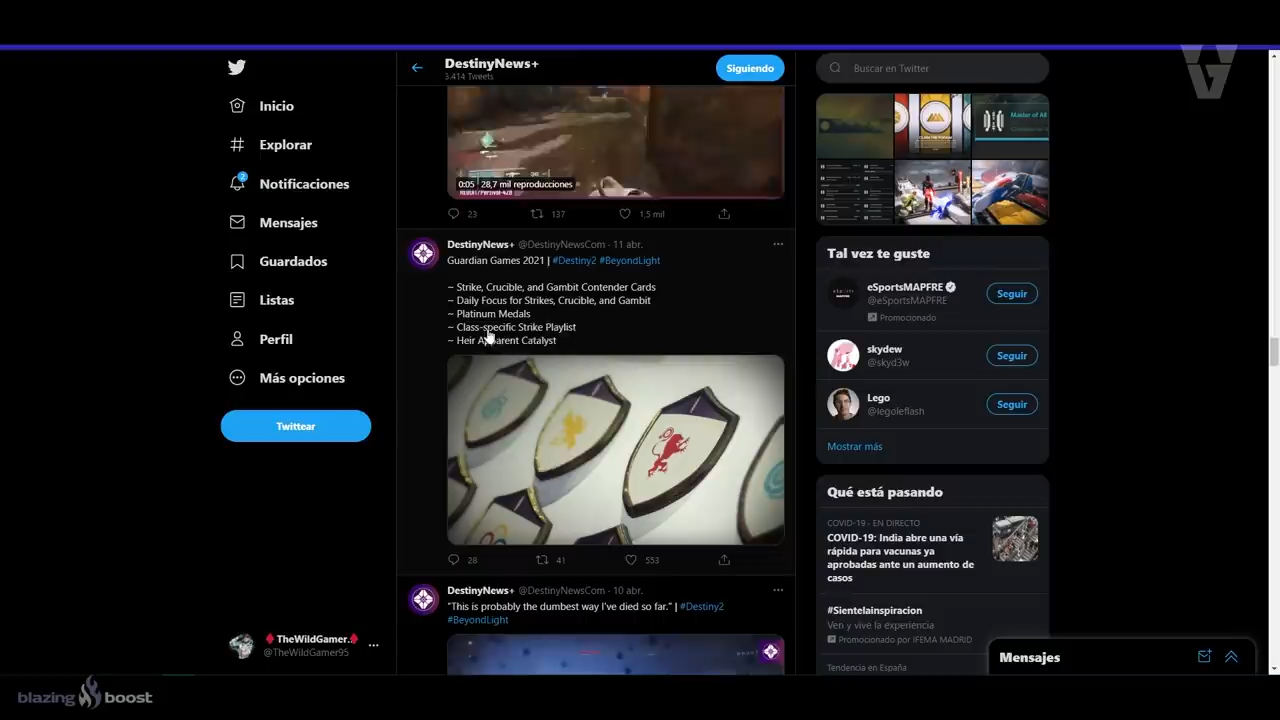 DestinyNews+
3.414 Tweets
Siguiendo
Buscar en Twitter
Inicio
Explorar
2
Notificaciones
Mensajes
Guardados
Listas
Perfil
Más opciones
Twittear
TheWildGamer..
@TheWildGamer95
0:05 28,7 mil reproducciones
23 137 1,5 mil
DestinyNews+ @DestinyNewsCom · 11 abr.
Guardian Games 2021 | #Destiny2 #BeyondLight
~ Strike, Crucible, and Gambit Contender Cards
~ Daily Focus for Strikes, Crucible, and Gambit
~ Platinum Medals
~ Class-specific Strike Playlist
~ Heir Apparent Catalyst
28 41 553
DestinyNews+ @DestinyNewsCom · 10 abr.
"This is probably the dumbest way I've died so far." | #Destiny2
#BeyondLight
Master of All
Tal vez te guste
eSportsMAPFRE
@eSportsMAPFRE
Promocionado
Seguir
skydew
@skyd3w
Seguir
Lego
@legoleflash
Seguir
Mostrar más
Qué está pasando
COVID-19 · EN DIRECTO
COVID-19: India abre una vía
rápida para vacunas ya
aprobadas ante un aumento de
casos
#Sientelainspiracion
Ven y vive la experiencia
Promocionado por IFEMA MADRID
Tendencia en España
Mensajes
blazing boost